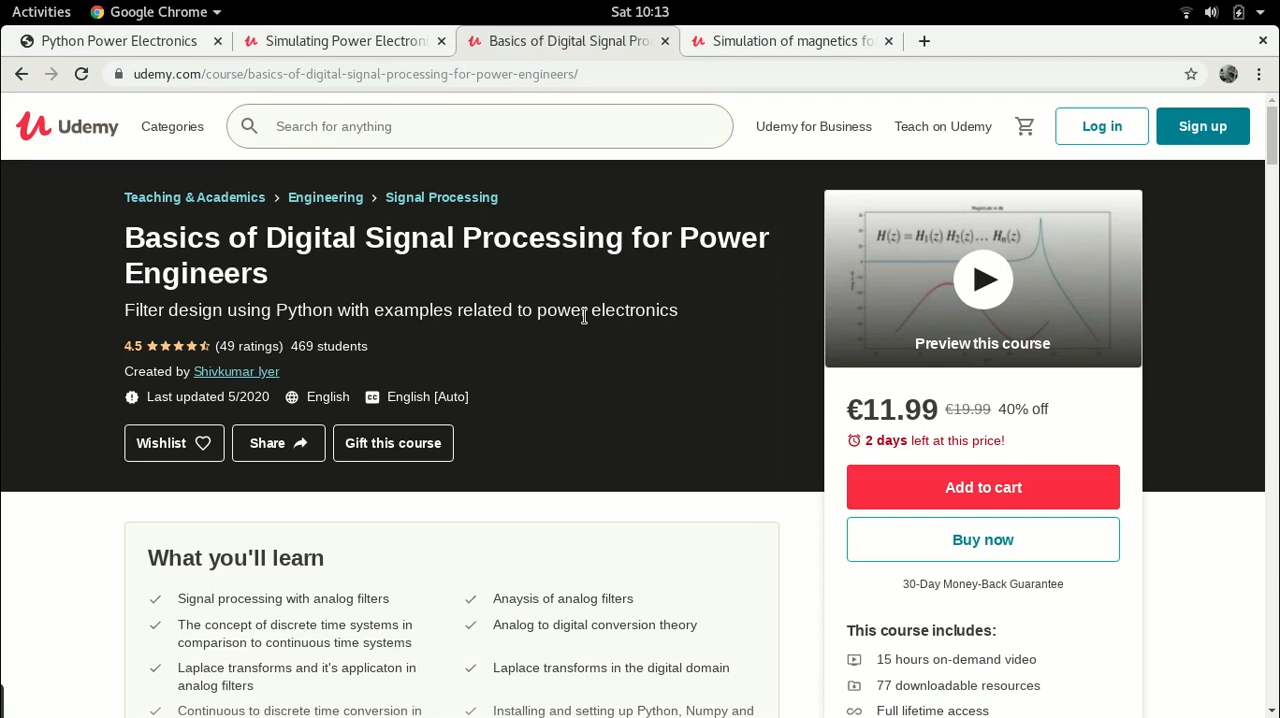 Activities Google Chrome Sat 10:13
Python Power Electronics Simulating Power Electroni Basics of Digital Signal Pro Simulation of magnetics fo
udemy.com/course/basics-of-digital-signal-processing-for-power-engineers/
Udemy Categories Search for anything Udemy for Business Teach on Udemy Log in Sign up
Teaching & Academics Engineering Signal Processing
Basics of Digital Signal Processing for Power
Engineers
Filter design using Python with examples related to power electronics
4.5 (49 ratings) 469 students
Created by Shivkumar Iyer
Last updated 5/2020 English CC English [Auto]
Wishlist Share Gift this course
Magnitude in db
H(z) = H1(z) H2(z)... Hn(z)
Preview this course
€11.99 €19.99 40% off
2 days left at this price!
Add to cart
Buy now
30-Day Money-Back Guarantee
This course includes:
15 hours on-demand video
77 downloadable resources
Full lifetime access
What you'll learn
Signal processing with analog filters
The concept of discrete time systems in
comparison to continuous time systems
Laplace transforms and it's applicaton in
analog filters
Continuous to discrete time conversion in
Anaysis of analog filters
Analog to digital conversion theory
Laplace transforms in the digital domain
Installing and setting up Python, Numpy and